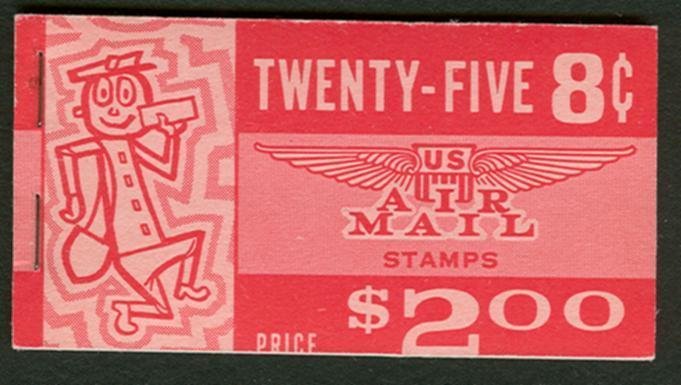 TWENTY-FIVE 8¢
US
AIR
MAIL
STAMPS
PRICE $2.00